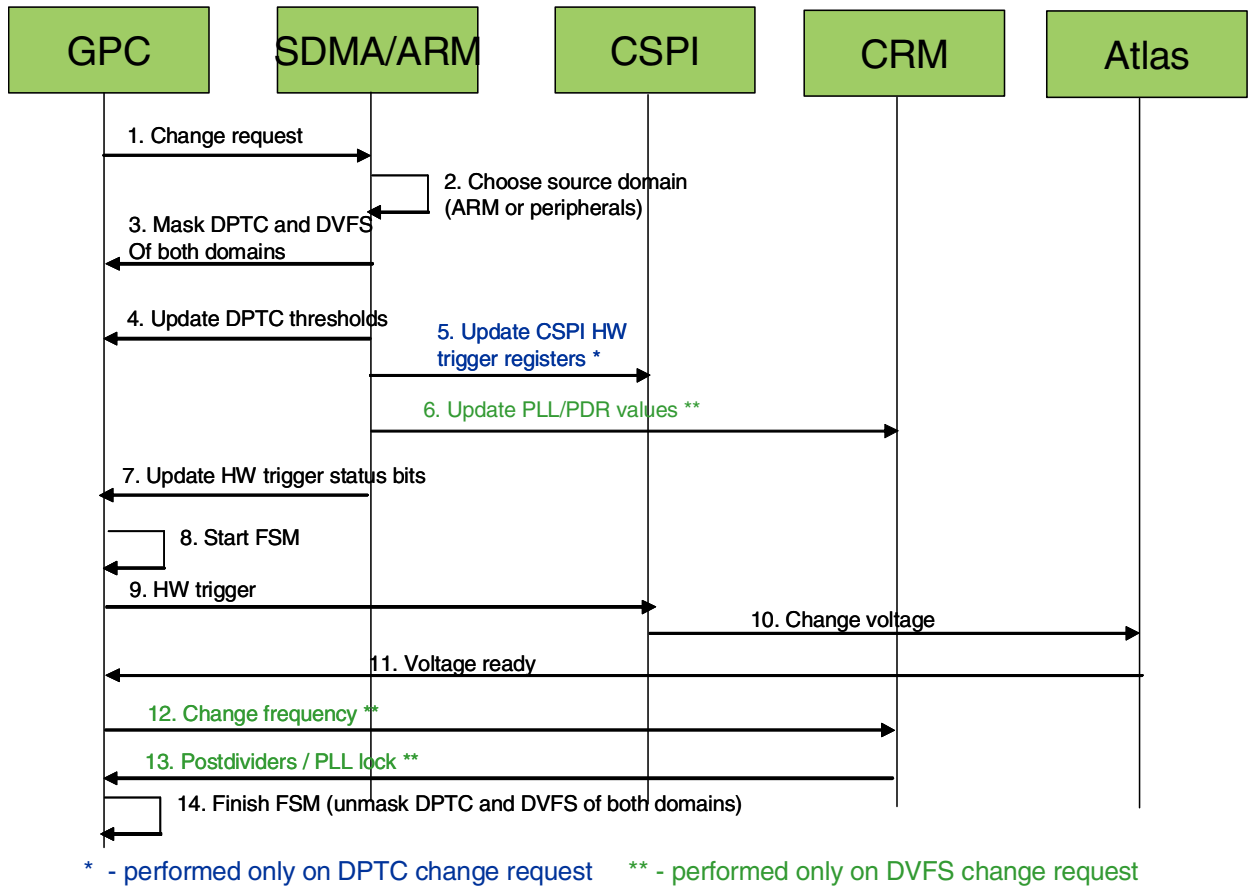 GPC
SDMA/ARM
CSPI
CRM
Atlas
1. Change request
2. Choose source domain
(ARM or peripherals)
3. Mask DPTC and DVFS
Of both domains
4. Update DPTC thresholds
5. Update CSPI HW
trigger registers *
6. Update PLL/PDR values **
7. Update HW trigger status bits
8. Start FSM
9. HW trigger
10. Change voltage
11. Voltage ready
12. Change frequency **
13. Postdividers / PLL lock **
14. Finish FSM (unmask DPTC and DVFS of both domains)
* - performed only on DPTC change request
** - performed only on DVFS change request